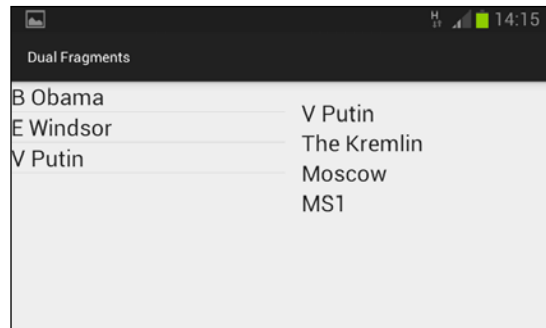 H 14:15
Dual Fragments
B Obama
E Windsor
V Putin
V Putin
The Kremlin
Moscow
MS1